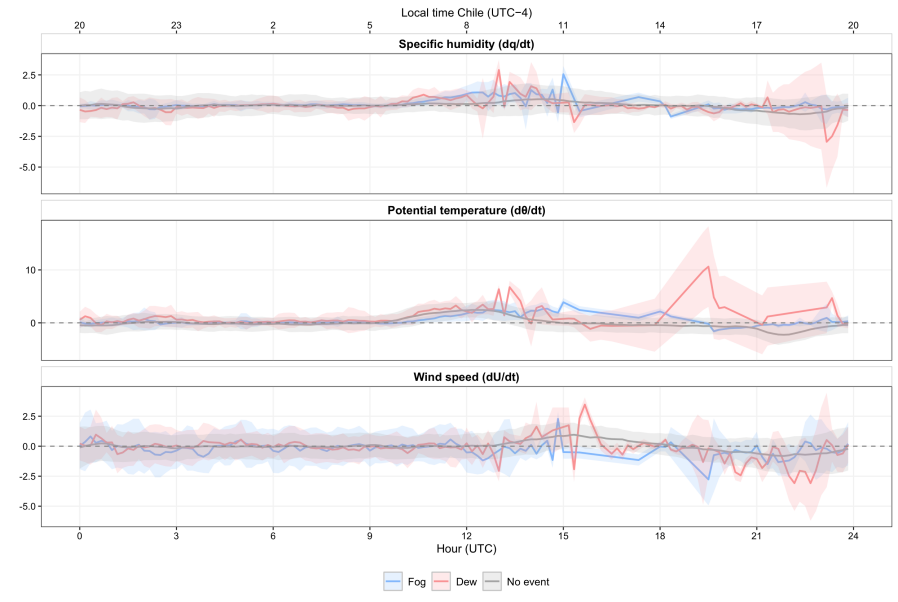 Local time Chile (UTC−4)
20 23 2 5 8 11 14 17 20
Specific humidity (dq/dt)
2.5
0.0
-2.5
-5.0
Potential temperature (dθ/dt)
10
0
Wind speed (dU/dt)
2.5
0.0
-2.5
-5.0
0 3 6 9 12 15 18 21 24
Hour (UTC)
Fog Dew No event